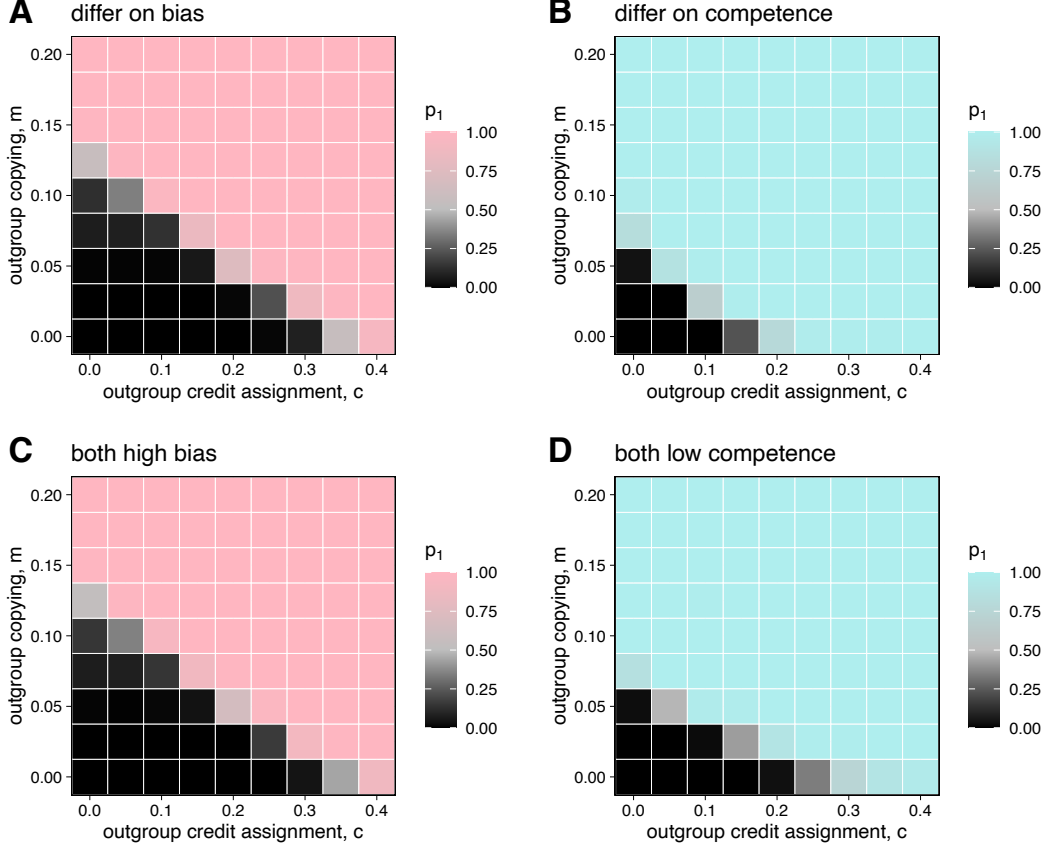 A differ on bias
0.20
0.15
0.10
0.05
0.00
outgroup copying, m
0.0 0.1 0.2 0.3 0.4
outgroup credit assignment, c
p1
1.00
0.75
0.50
0.25
0.00
B differ on competence
0.20
0.15
0.10
0.05
0.00
outgroup copying, m
0.0 0.1 0.2 0.3 0.4
outgroup credit assignment, c
p1
1.00
0.75
0.50
0.25
0.00
C both high bias
0.20
0.15
0.10
0.05
0.00
outgroup copying, m
0.0 0.1 0.2 0.3 0.4
outgroup credit assignment, c
p1
1.00
0.75
0.50
0.25
0.00
D both low competence
0.20
0.15
0.10
0.05
0.00
outgroup copying, m
0.0 0.1 0.2 0.3 0.4
outgroup credit assignment, c
p1
1.00
0.75
0.50
0.25
0.00